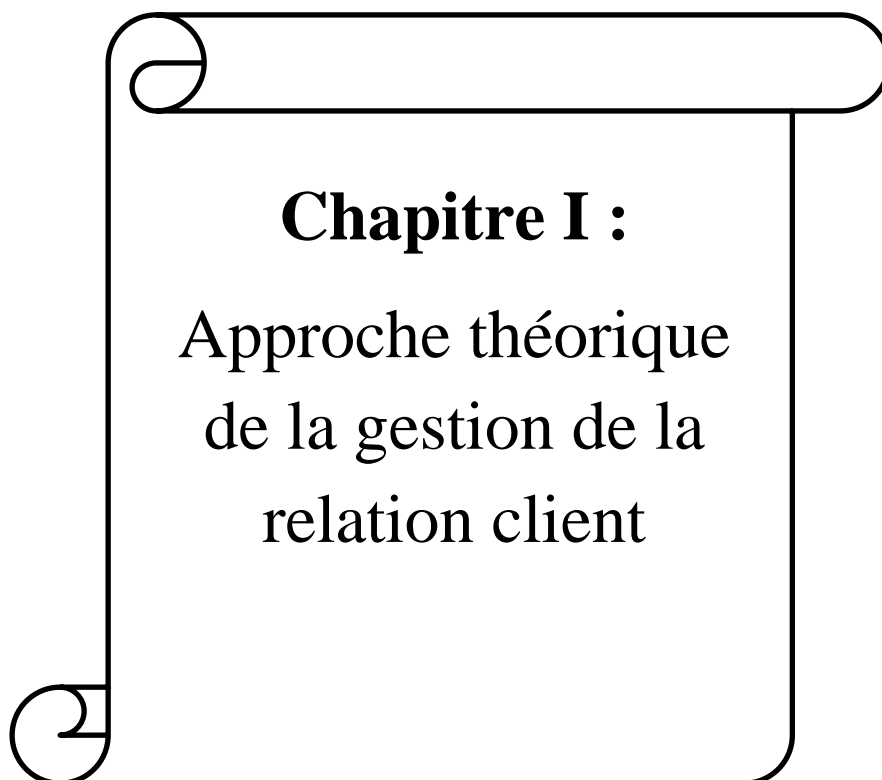 Chapitre I :
Approche théorique
de la gestion de la
relation client